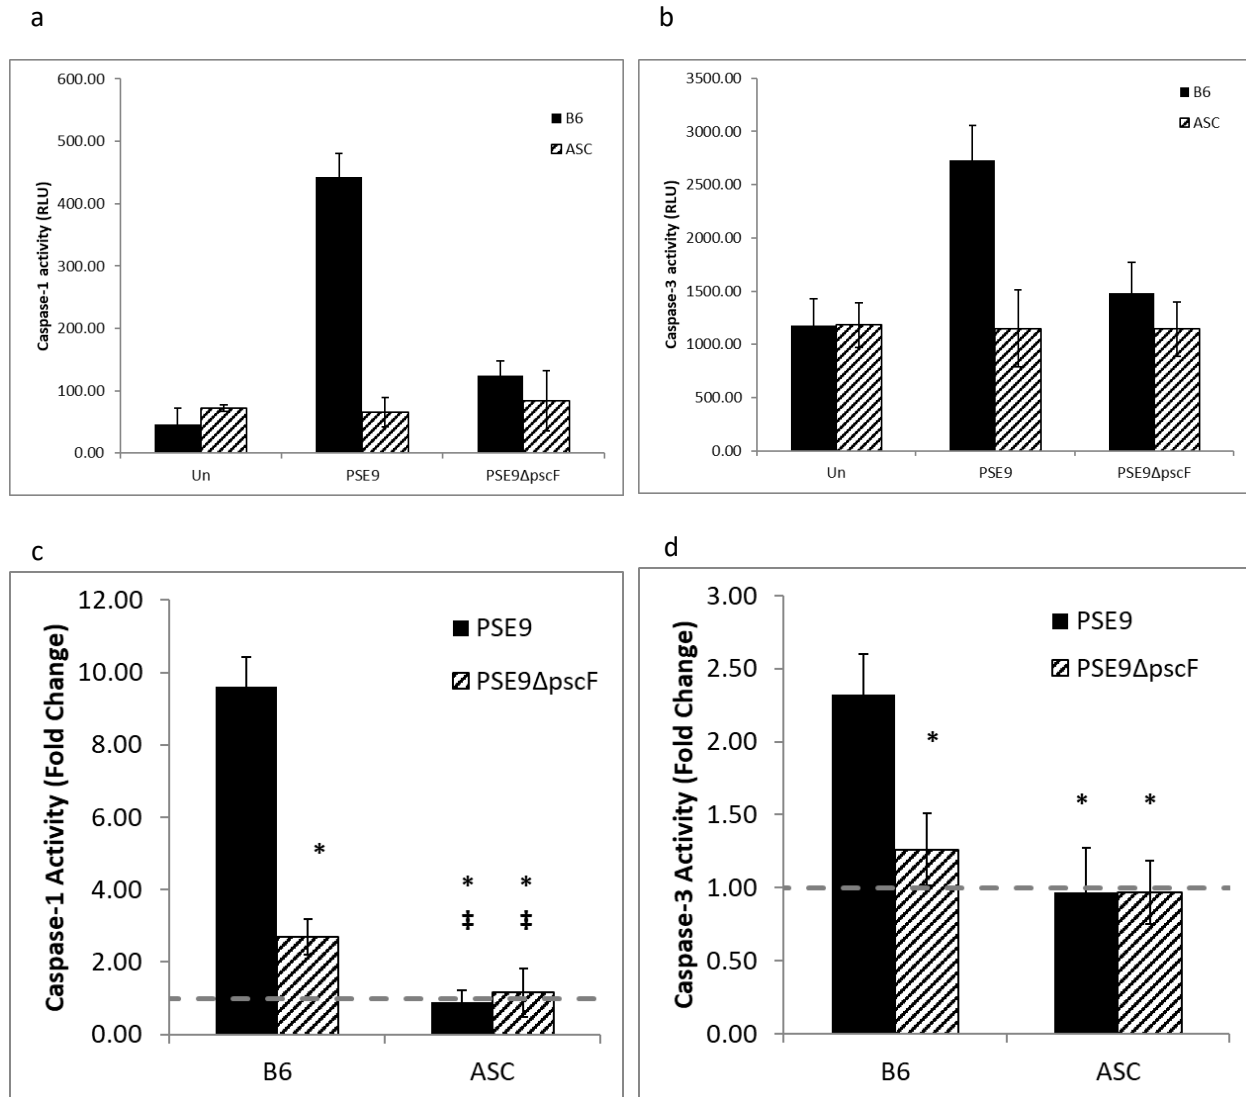 a
600.00
500.00
400.00
300.00
200.00
100.00
0.00
Caspase-1 activity (RLU)
B6
ASC
Un PSE9 PSE9ΔpscF
b
3500.00
3000.00
2500.00
2000.00
1500.00
1000.00
500.00
0.00
Caspase-3 activity (RLU)
B6
ASC
Un PSE9 PSE9ΔpscF
c
12.00
10.00
8.00
6.00
4.00
2.00
0.00
Caspase-1 Activity (Fold Change)
PSE9
PSE9ΔpscF
*
* *
‡ ‡
B6 ASC
d
3.00
2.50
2.00
1.50
1.00
0.50
0.00
Caspase-3 Activity (Fold Change)
PSE9
PSE9ΔpscF
*
* *
B6 ASC